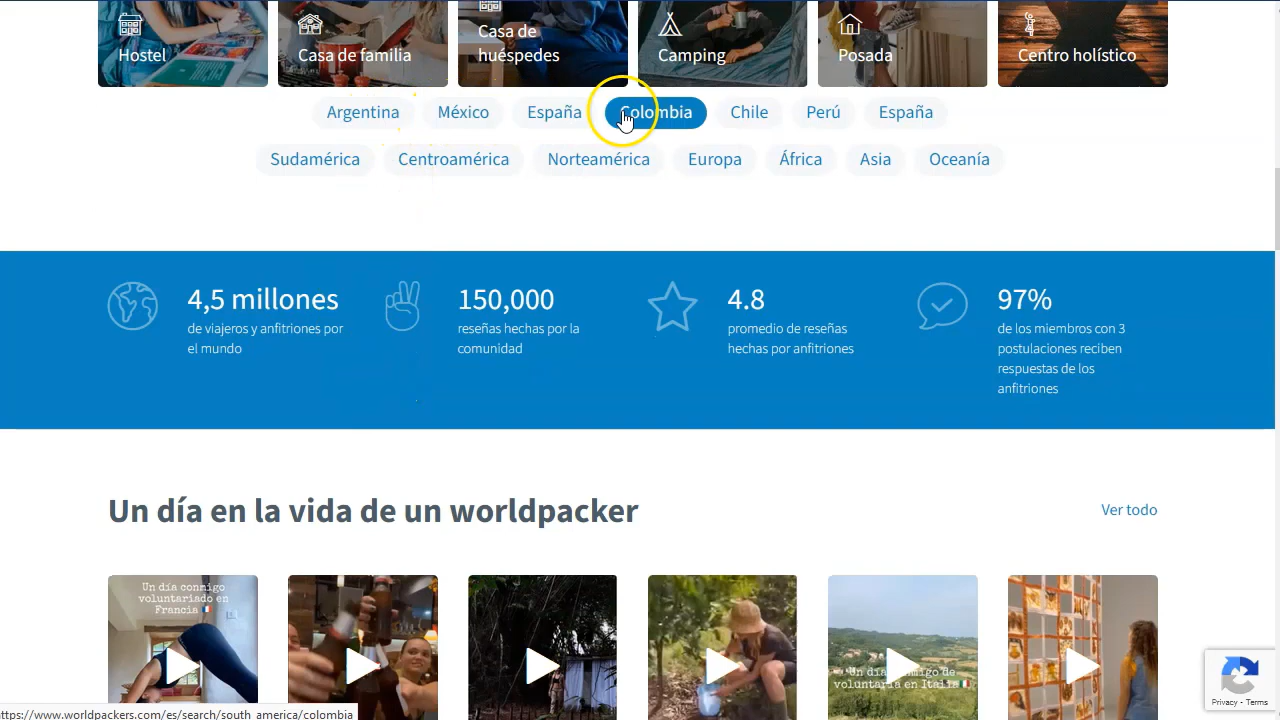 Hostel
Casa de familia
Casa de
huéspedes
Camping
Posada
Centro holístico
Argentina
México
España
Colombia
Chile
Perú
España
Sudamérica
Centroamérica
Norteamérica
Europa
África
Asia
Oceanía
4,5 millones
de viajeros y anfitriones por
el mundo
150,000
reseñas hechas por la
comunidad
4.8
promedio de reseñas
hechas por anfitriones
97%
de los miembros con 3
postulaciones reciben
respuestas de los
anfitriones
Un día en la vida de un worldpacker
Ver todo
Un día conmigo
voluntariado en
Francia
Un día conmigo de
voluntaria en Italia
Privacy - Terms
ttps://www.worldpackers.com/es/search/south_america/colombia